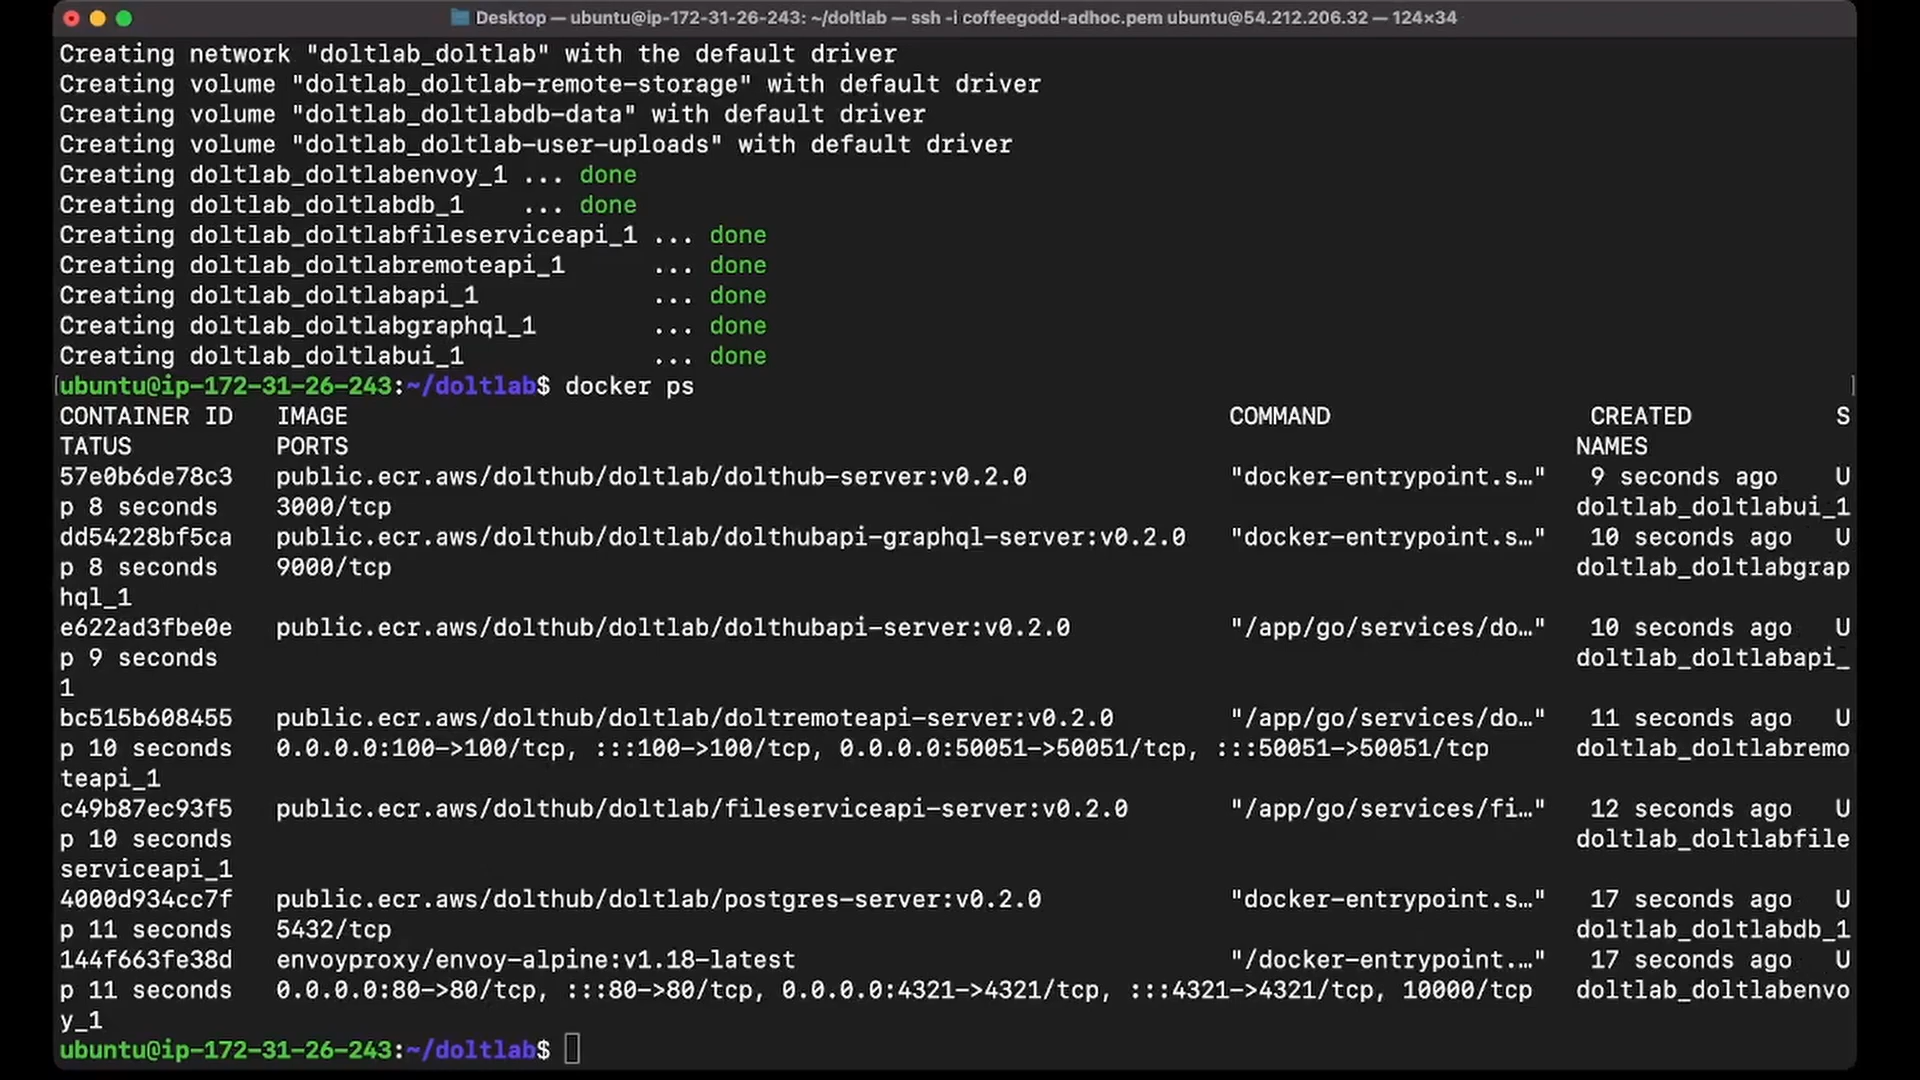 Desktop — ubuntu@ip-172-31-26-243: ~/doltlab — ssh -i coffeegodd-adhoc.pem ubuntu@54.212.206.32 — 124×34
Creating network "doltlab_doltlab" with the default driver
Creating volume "doltlab_doltlab-remote-storage" with default driver
Creating volume "doltlab_doltlabdb-data" with default driver
Creating volume "doltlab_doltlab-user-uploads" with default driver
Creating doltlab_doltlabenvoy_1 ... done
Creating doltlab_doltlabdb_1    ... done
Creating doltlab_doltlabfileserviceapi_1 ... done
Creating doltlab_doltlabremoteapi_1      ... done
Creating doltlab_doltlabapi_1            ... done
Creating doltlab_doltlabgraphql_1        ... done
Creating doltlab_doltlabui_1             ... done
[ubuntu@ip-172-31-26-243:~/doltlab$ docker ps ]
CONTAINER ID   IMAGE                                                              COMMAND                  CREATED          S
TATUS          PORTS                                                                                      NAMES
57e0b6de78c3   public.ecr.aws/dolthub/doltlab/dolthub-server:v0.2.0              "docker-entrypoint.s…"   9 seconds ago    U
p 8 seconds    3000/tcp                                                                                   doltlab_doltlabui_1
dd54228bf5ca   public.ecr.aws/dolthub/doltlab/dolthubapi-graphql-server:v0.2.0   "docker-entrypoint.s…"   10 seconds ago   U
p 8 seconds    9000/tcp                                                                                   doltlab_doltlabgrap
hql_1
e622ad3fbe0e   public.ecr.aws/dolthub/doltlab/dolthubapi-server:v0.2.0           "/app/go/services/do…"   10 seconds ago   U
p 9 seconds                                                                                               doltlab_doltlabapi_
1
bc515b608455   public.ecr.aws/dolthub/doltlab/doltremoteapi-server:v0.2.0        "/app/go/services/do…"   11 seconds ago   U
p 10 seconds   0.0.0.0:100->100/tcp, :::100->100/tcp, 0.0.0.0:50051->50051/tcp, :::50051->50051/tcp      doltlab_doltlabremo
teapi_1
c49b87ec93f5   public.ecr.aws/dolthub/doltlab/fileserviceapi-server:v0.2.0       "/app/go/services/fi…"   12 seconds ago   U
p 10 seconds                                                                                              doltlab_doltlabfile
serviceapi_1
4000d934cc7f   public.ecr.aws/dolthub/doltlab/postgres-server:v0.2.0             "docker-entrypoint.s…"   17 seconds ago   U
p 11 seconds   5432/tcp                                                                                   doltlab_doltlabdb_1
144f663fe38d   envoyproxy/envoy-alpine:v1.18-latest                              "/docker-entrypoint.…"   17 seconds ago   U
p 11 seconds   0.0.0.0:80->80/tcp, :::80->80/tcp, 0.0.0.0:4321->4321/tcp, :::4321->4321/tcp, 10000/tcp   doltlab_doltlabenvo
y_1
ubuntu@ip-172-31-26-243:~/doltlab$